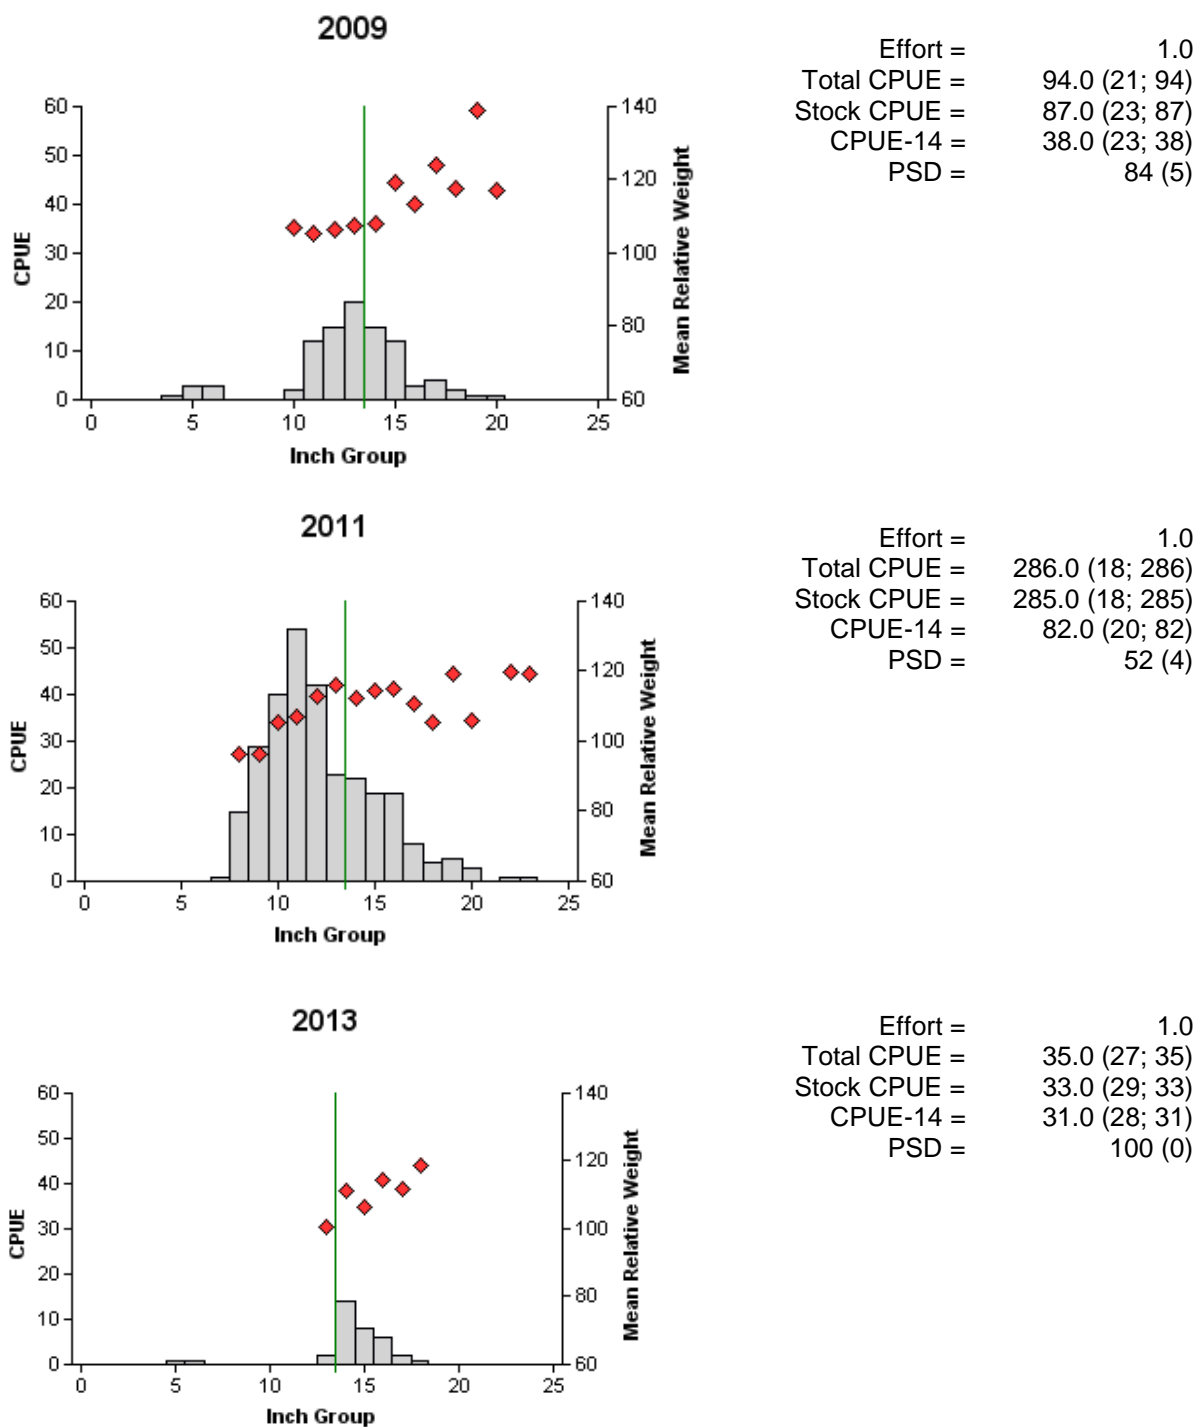 2009
Effort = 1.0
Total CPUE = 94.0 (21; 94)
Stock CPUE = 87.0 (23; 87)
CPUE-14 = 38.0 (23; 38)
PSD = 84 (5)
60
50
40
30
20
10
0
CPUE
140
120
100
80
60
Mean Relative Weight
0 5 10 15 20 25
Inch Group
2011
Effort = 1.0
Total CPUE = 286.0 (18; 286)
Stock CPUE = 285.0 (18; 285)
CPUE-14 = 82.0 (20; 82)
PSD = 52 (4)
60
50
40
30
20
10
0
CPUE
140
120
100
80
60
Mean Relative Weight
0 5 10 15 20 25
Inch Group
2013
Effort = 1.0
Total CPUE = 35.0 (27; 35)
Stock CPUE = 33.0 (29; 33)
CPUE-14 = 31.0 (28; 31)
PSD = 100 (0)
60
50
40
30
20
10
0
CPUE
140
120
100
80
60
Mean Relative Weight
0 5 10 15 20 25
Inch Group